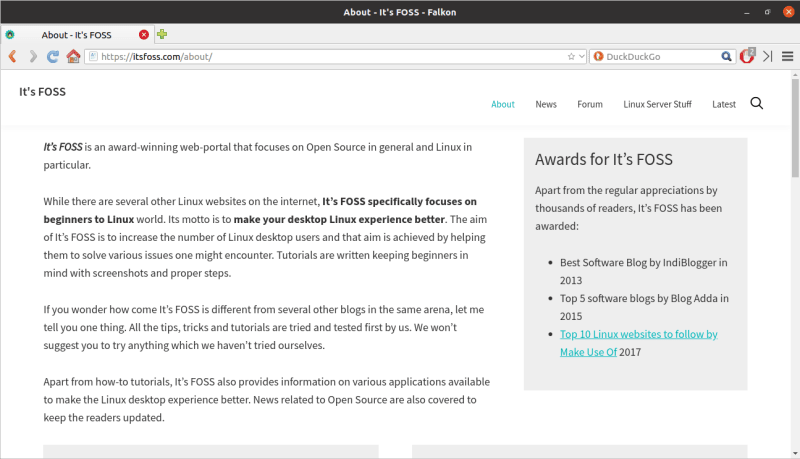 About - It's FOSS - Falkon
About - It's FOSS
https://itsfoss.com/about/
DuckDuckGo
2
It's FOSS
About
News
Forum
Linux Server Stuff
Latest
It's FOSS is an award-winning web-portal that focuses on Open Source in general and Linux in
particular.
While there are several other Linux websites on the internet, It's FOSS specifically focuses on
beginners to Linux world. Its motto is to make your desktop Linux experience better. The aim
of It's FOSS is to increase the number of Linux desktop users and that aim is achieved by helping
them to solve various issues one might encounter. Tutorials are written keeping beginners in
mind with screenshots and proper steps.
If you wonder how come It's FOSS is different from several other blogs in the same arena, let me
tell you one thing. All the tips, tricks and tutorials are tried and tested first by us. We won't
suggest you to try anything which we haven't tried ourselves.
Apart from how-to tutorials, It's FOSS also provides information on various applications available
to make the Linux desktop experience better. News related to Open Source are also covered to
keep the readers updated.
Awards for It's FOSS
Apart from the regular appreciations by
thousands of readers, It's FOSS has been
awarded:
• Best Software Blog by IndiBlogger in
2013
• Top 5 software blogs by Blog Adda in
2015
• Top 10 Linux websites to follow by
Make Use Of 2017